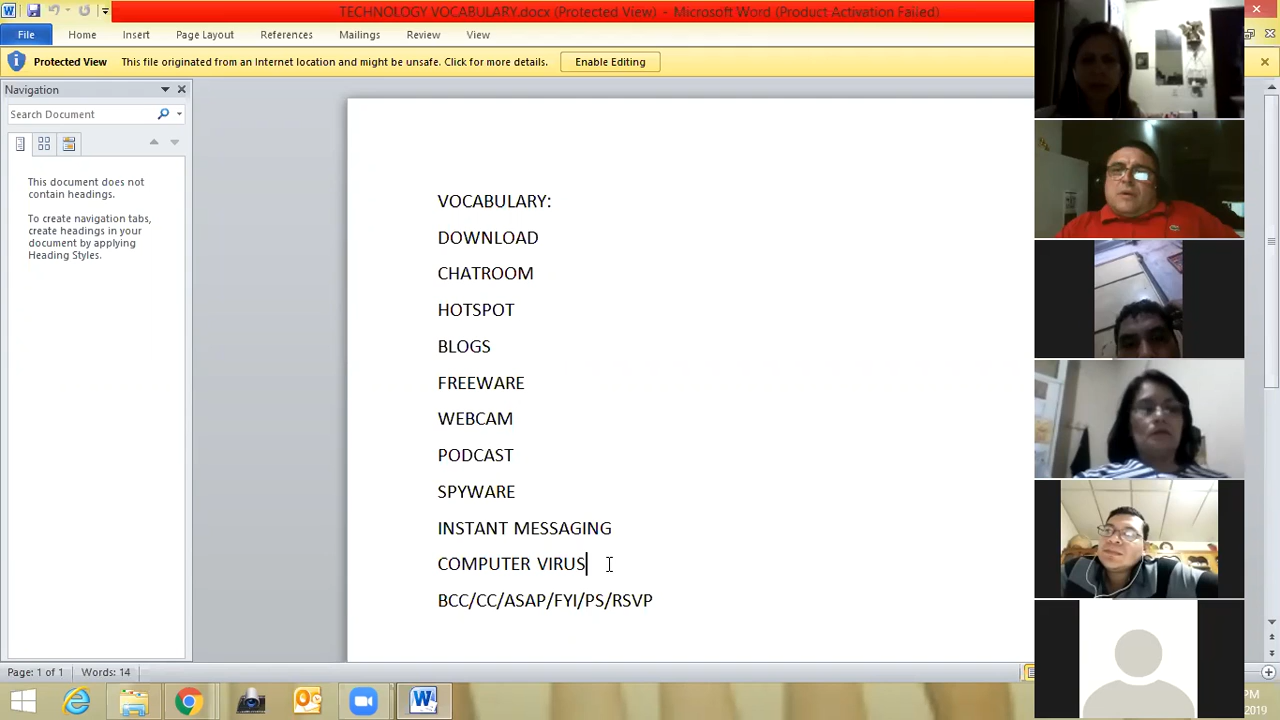 TECHNOLOGY VOCABULARY.docx (Protected View) - Microsoft Word (Product Activation Failed)
File Home Insert Page Layout References Mailings Review View
Protected View This file originated from an Internet location and might be unsafe. Click for more details. Enable Editing
Navigation
Search Document
This document does not
contain headings.
To create navigation tabs,
create headings in your
document by applying
Heading Styles.
VOCABULARY:
DOWNLOAD
CHATROOM
HOTSPOT
BLOGS
FREEWARE
WEBCAM
PODCAST
SPYWARE
INSTANT MESSAGING
COMPUTER VIRUS
BCC/CC/ASAP/FYI/PS/RSVP
Page: 1 of 1 Words: 14
PM
2019